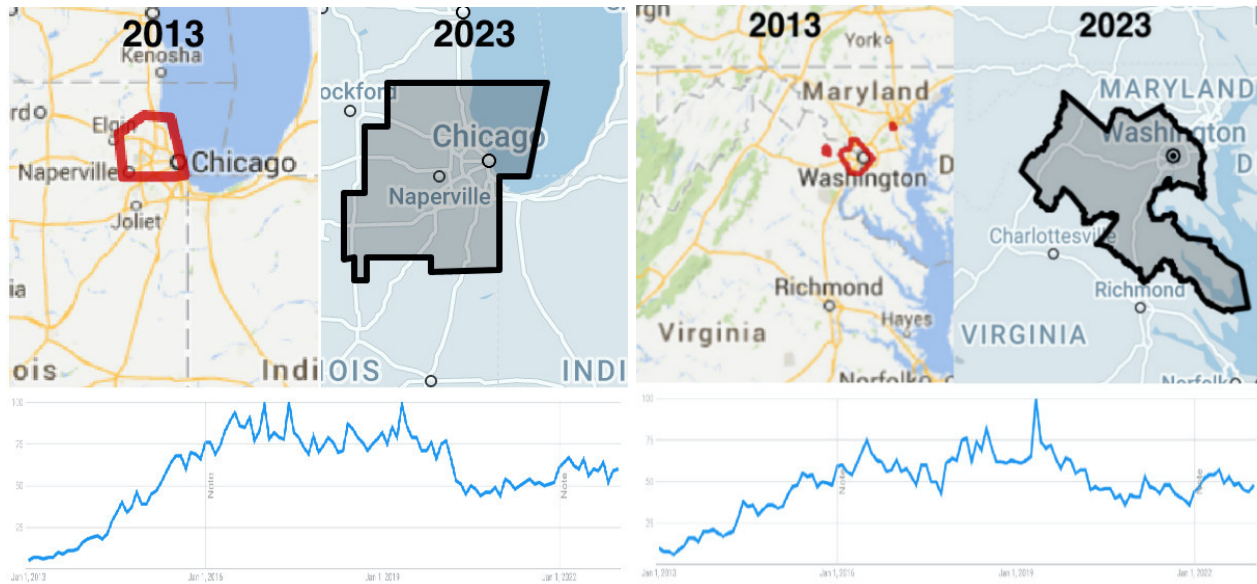 2013
Kenosha
rd
Elgin
Chicago
Naperville
Joliet
ia
ois
Indi
2023
ockford
Chicago
Naperville
OIS
INDI
2013
rgn
York
Maryland
Washington
D
Richmond
Virginia
Hayes
Norfolk
2023
MARYLAND
Washington
D
Charlottesville
Richmond
VIRGINIA
Norfolk
100
75
50
25
Note
Note
Jan 1, 2013
Jan 1, 2016
Jan 1, 2019
Jan 1, 2022
100
75
50
25
Note
Note
Jan 1, 2013
Jan 1, 2016
Jan 1, 2019
Jan 1, 2022